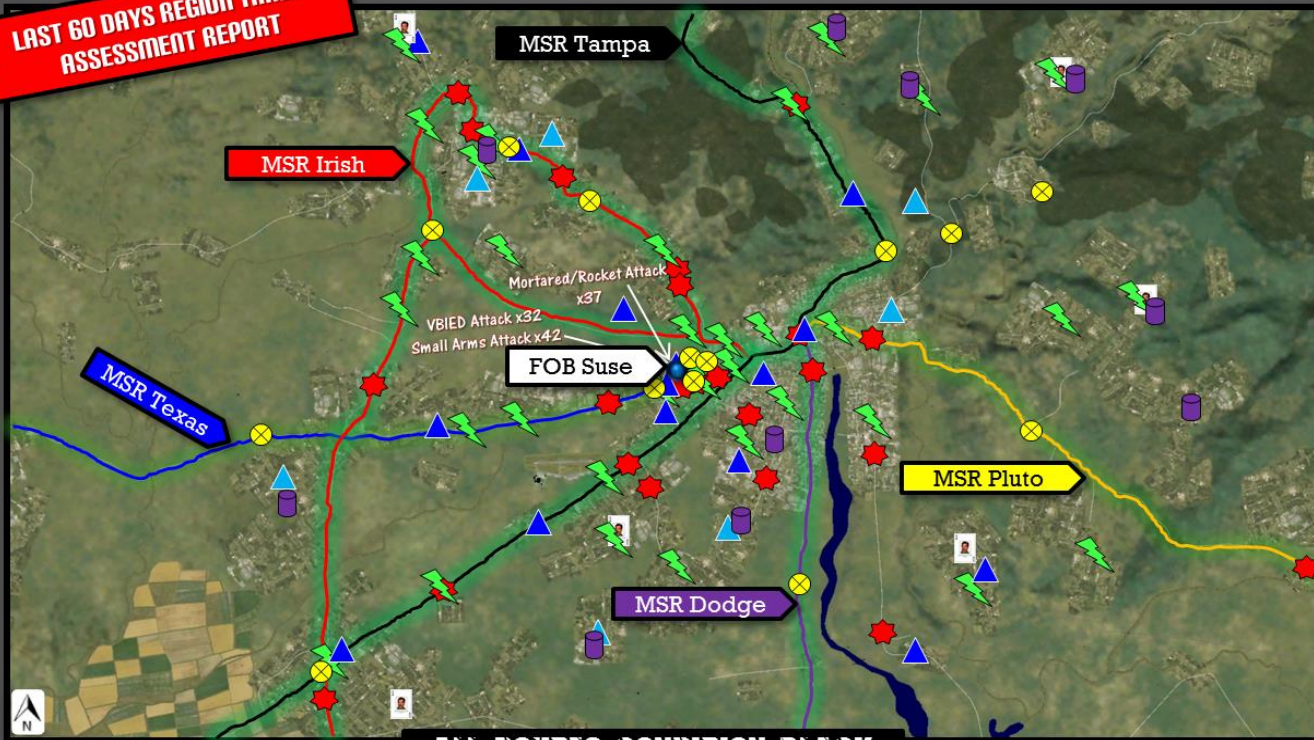 LAST 60 DAYS REGION
ASSESSMENT REPORT
MSR Tampa
MSR Irish
Mortared/Rocket Attack
x37
VBIED Attack x32
Small Arms Attack x42
FOB Suse
MSR Texas
MSR Pluto
MSR Dodge
N